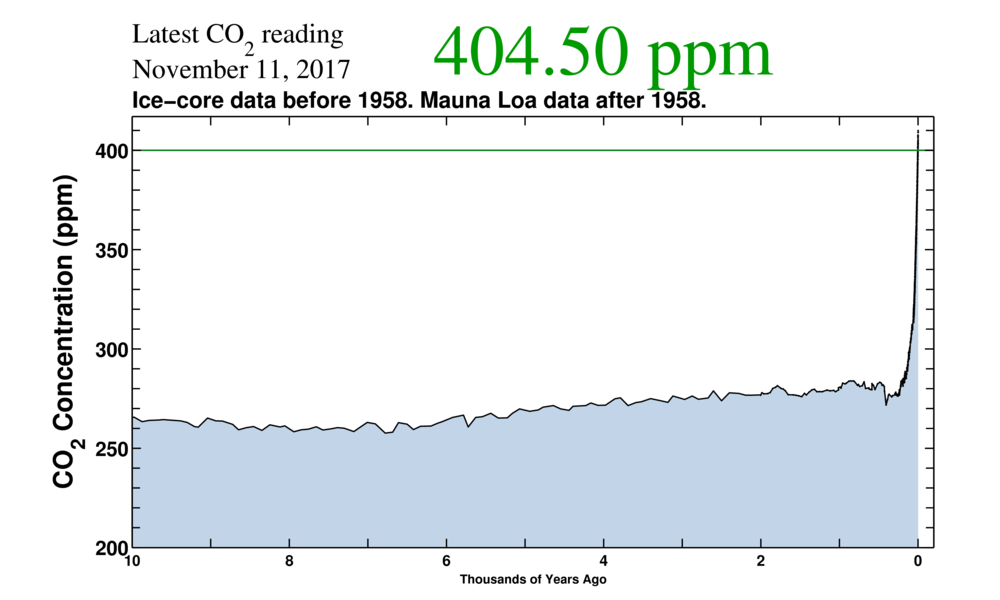 Latest CO2 reading
November 11, 2017
404.50 ppm
Ice-core data before 1958. Mauna Loa data after 1958.
CO2 Concentration (ppm)
400
350
300
250
200
10 8 6 4 2 0
Thousands of Years Ago